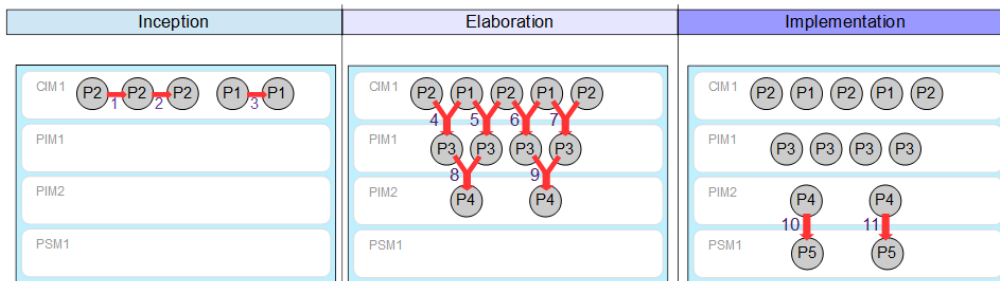 Inception Elaboration Implementation
CIM1 P2 P2 P2 P1 P1
1 2 3
PIM1
PIM2
PSM1
CIM1 P2 P1 P2 P1 P2
4 5 6 7
PIM1 P3 P3 P3 P3
8 9
PIM2 P4 P4
PSM1
CIM1 P2 P1 P2 P1 P2
PIM1 P3 P3 P3 P3
PIM2 P4 P4
10 11
PSM1 P5 P5